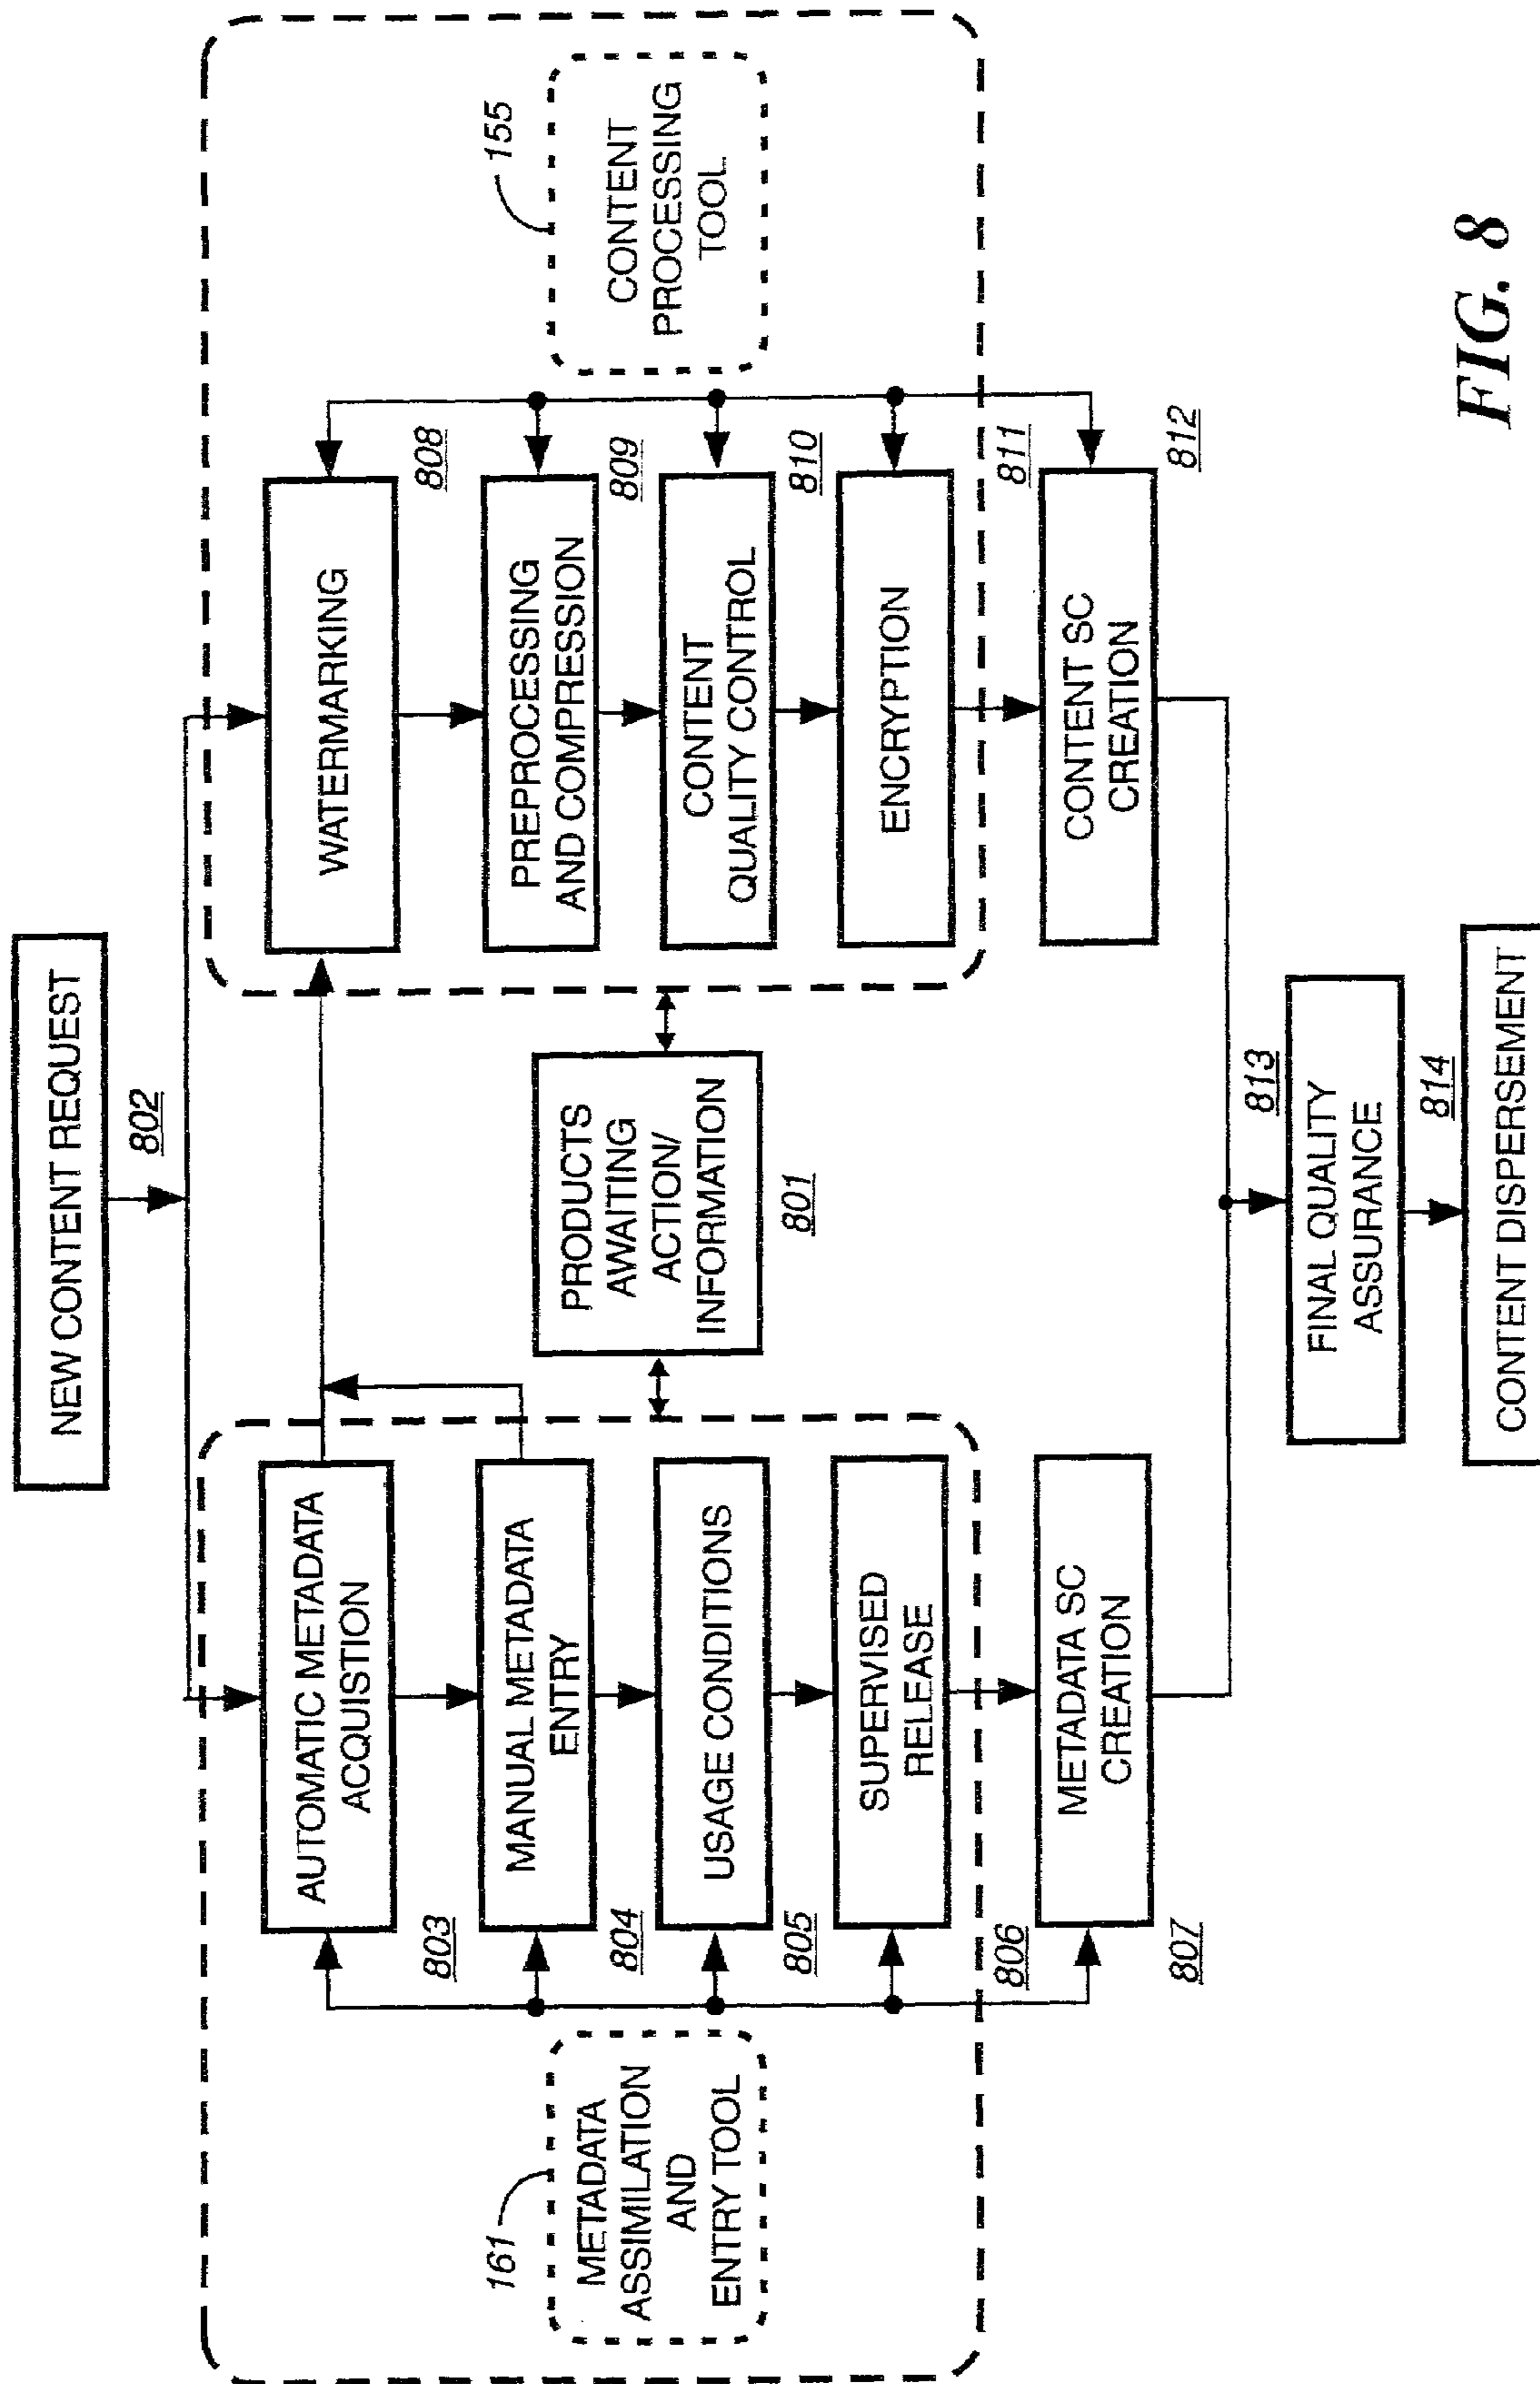 NEW CONTENT REQUEST
802
AUTOMATIC METADATA
ACQUISTION
803
MANUAL METADATA
ENTRY
804
USAGE CONDITIONS
805
SUPERVISED
RELEASE
806
METADATA SC
CREATION
807
161
METADATA
ASSIMILATION
AND
ENTRY TOOL
PRODUCTS
AWAITING
ACTION/
INFORMATION
801
WATERMARKING
808
PREPROCESSING
AND COMPRESSION
809
CONTENT
QUALITY CONTROL
810
ENCRYPTION
811
CONTENT SC
CREATION
812
155
CONTENT
PROCESSING
TOOL
813
FINAL QUALITY
ASSURANCE
814
CONTENT DISPERSEMENT
FIG. 8